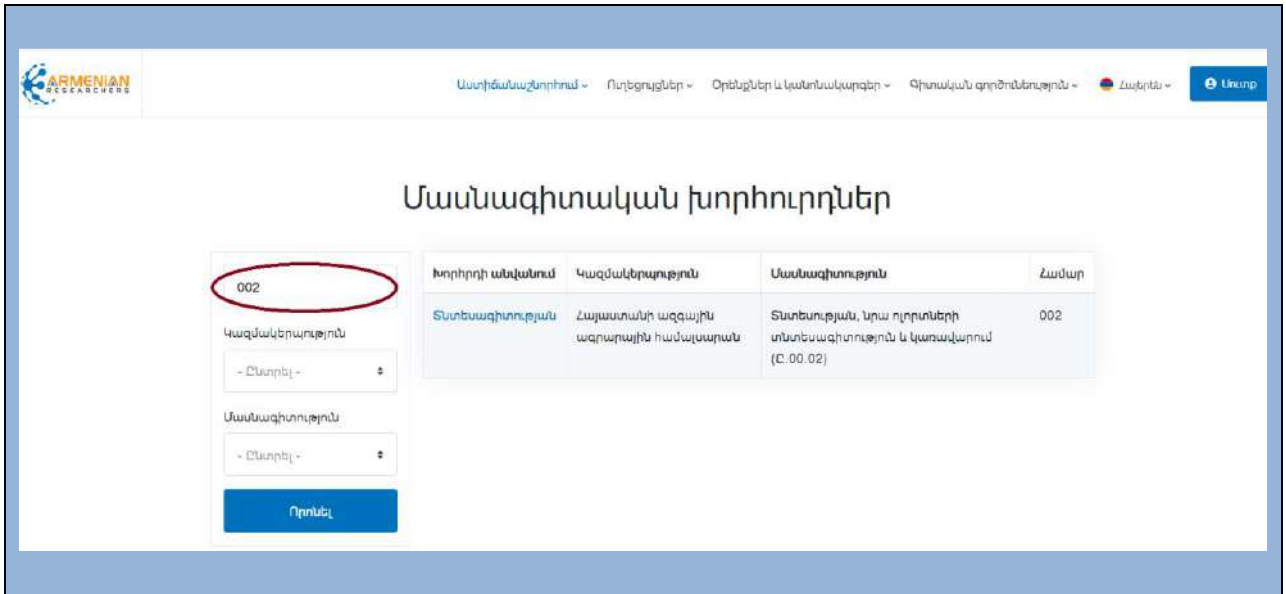 ARMENIAN
RESEARCHERS
Աստիճանաշնորհում Ուղեցույցներ Օրենքներ և կանոնակարգեր Գիտական գործունեություն Հայերեն Մուտք
Մասնագիտական խորհուրդներ
002
Կազմակերպություն
- Ընտրել -
Մասնագիտություն
- Ընտրել -
Որոնել
Խորհրդի անվանում Կազմակերպություն Մասնագիտություն Համար
Տնտեսագիտության Հայաստանի ազգային Տնտեսության, նրա ոլորտների 002
ագրարային համալսարան տնտեսագիտություն և կառավարում
(Ը.00.02)